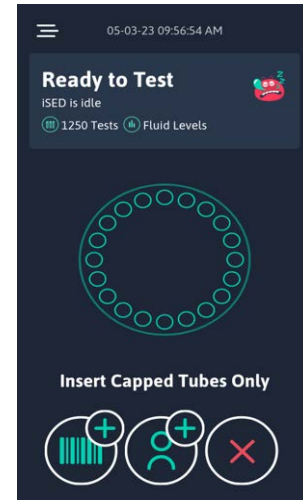 05-03-23 09:56:54 AM
Ready to Test
iSED is idle
1250 Tests Fluid Levels
Insert Capped Tubes Only